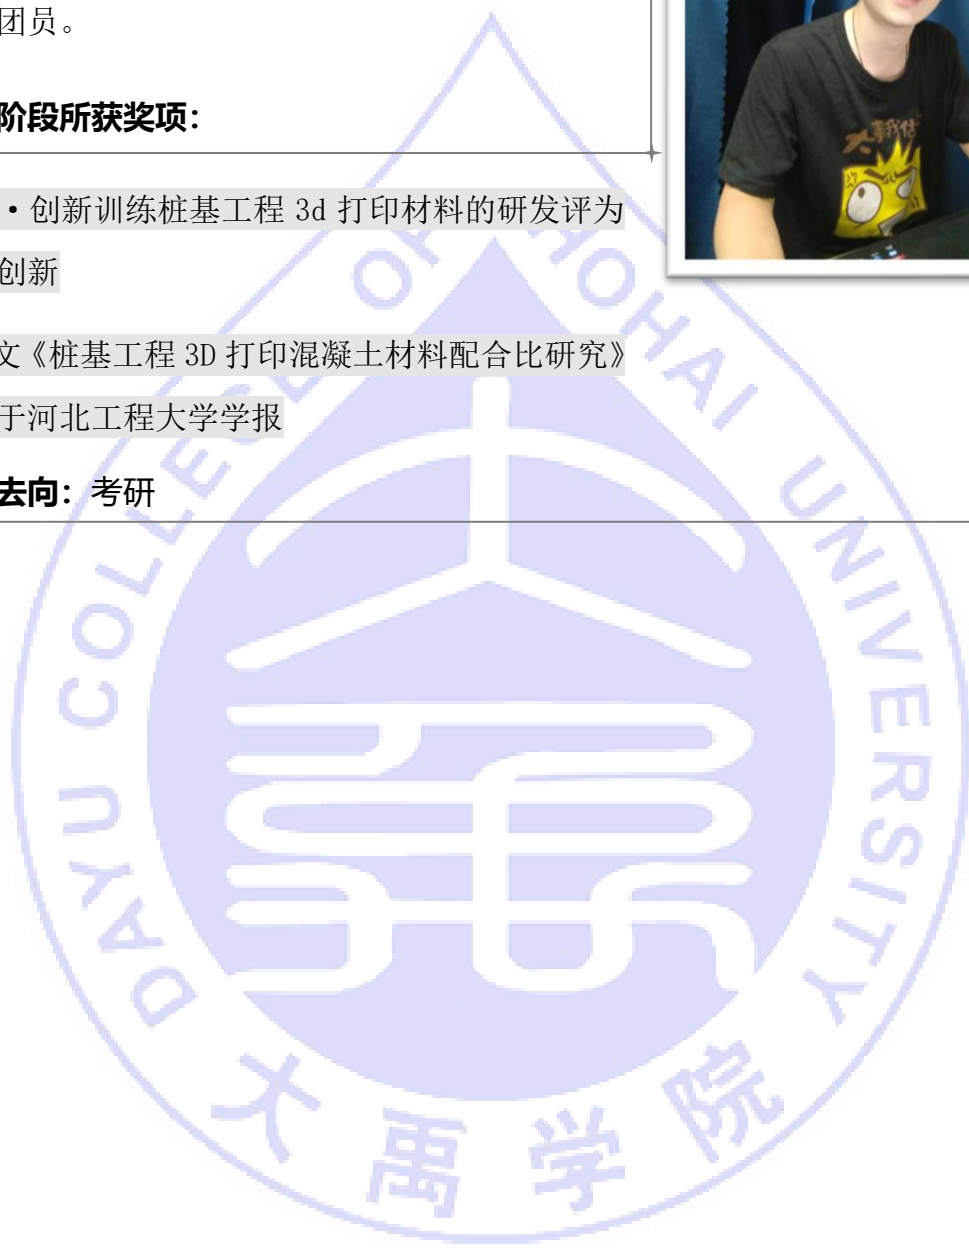 团员。
阶段所获奖项：
·创新训练桩基工程 3d 打印材料的研发评为
创新
文《桩基工程 3D 打印混凝土材料配合比研究》
于河北工程大学学报
去向：考研
DAYU COLLEGE OF HOHAI UNIVERSITY
大禹学院